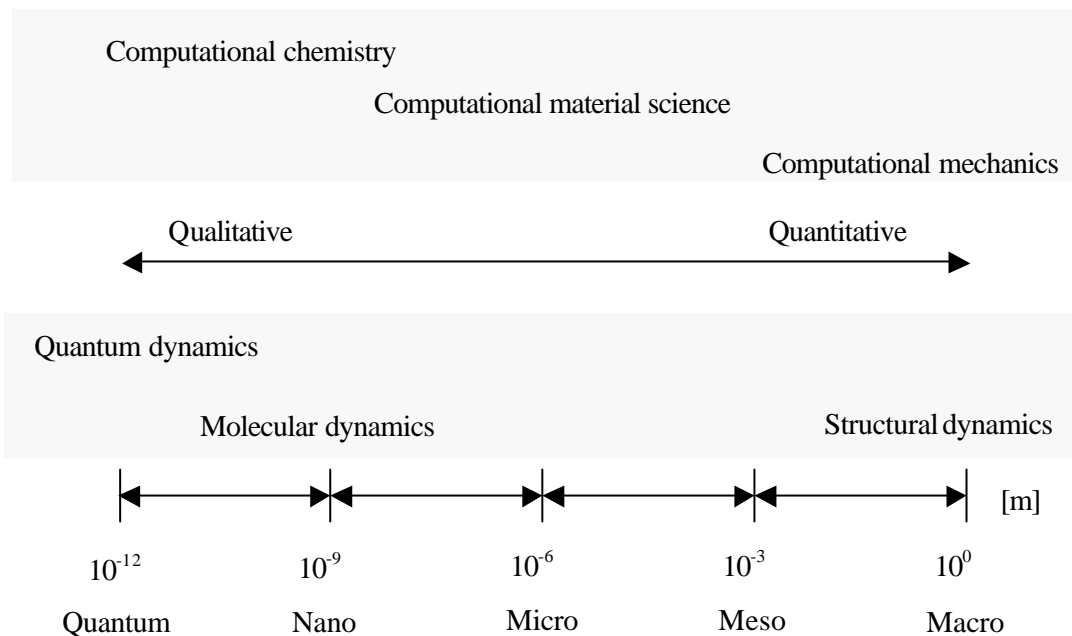 Computational chemistry
Computational material science
Computational mechanics
Qualitative Quantitative
Quantum dynamics
Molecular dynamics Structural dynamics
[m]
10⁻¹² 10⁻⁹ 10⁻⁶ 10⁻³ 10⁰
Quantum Nano Micro Meso Macro